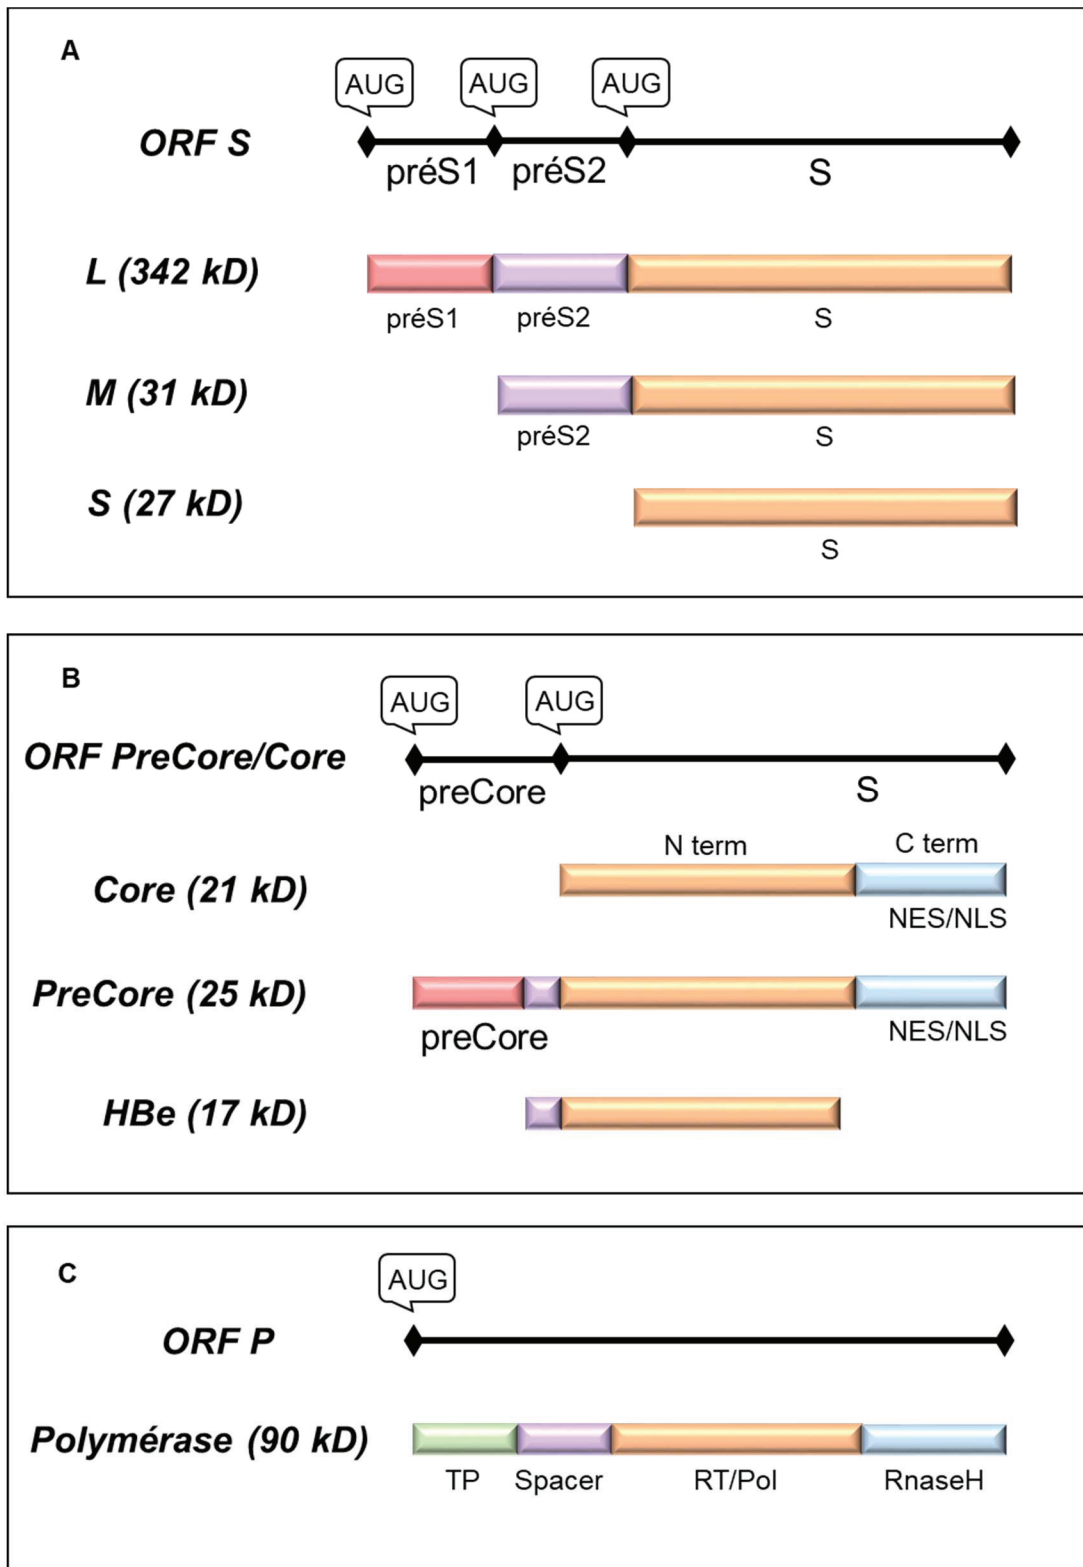 A
AUG AUG AUG
ORF S
préS1 préS2 S
L (342 kD)
préS1 préS2 S
M (31 kD)
préS2 S
S (27 kD)
S
B
AUG AUG
ORF PreCore/Core
preCore S
N term C term
Core (21 kD)
NES/NLS
PreCore (25 kD)
preCore NES/NLS
HBe (17 kD)
C
AUG
ORF P
Polymérase (90 kD)
TP Spacer RT/Pol RnaseH